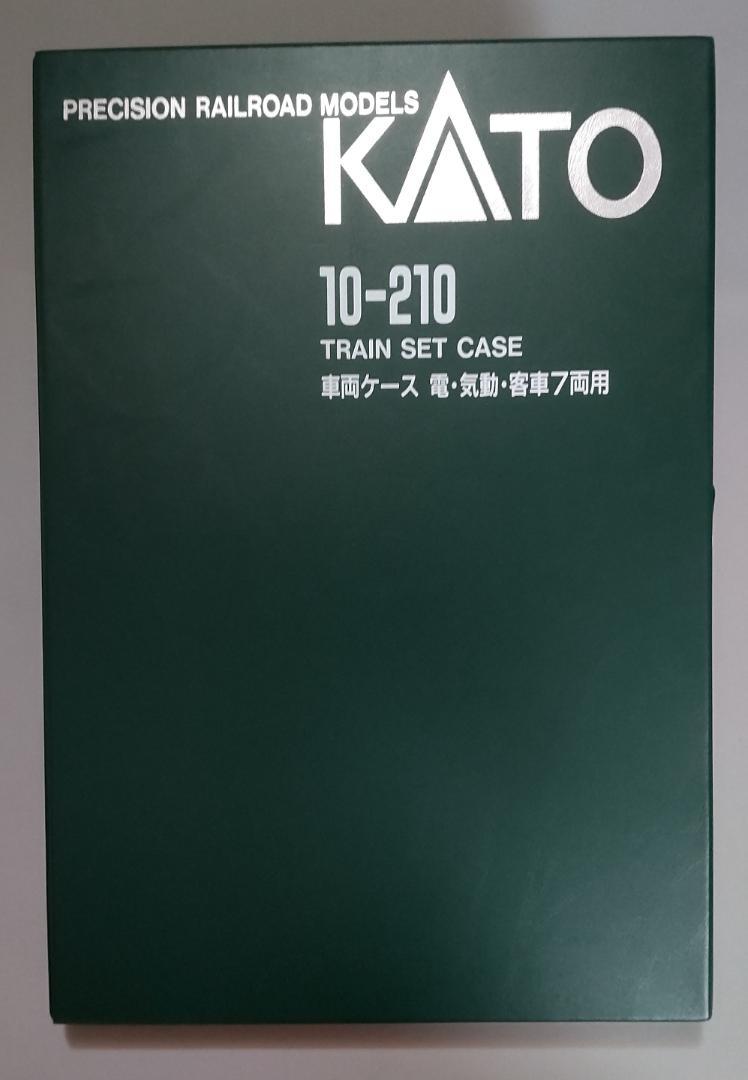 PRECISION RAILROAD MODELS
KATO
10-210
TRAIN SET CASE
車両ケース 電・気動・客車7両用